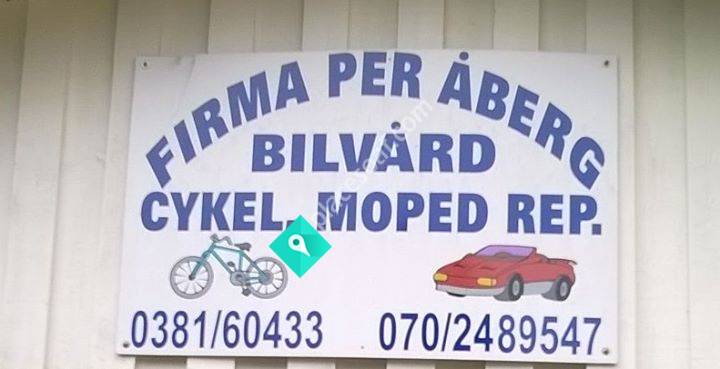 FIRMA PER ÅBERG
BILVÅRD
CYKEL. MOPED REP.
0381/60433 070/2489547